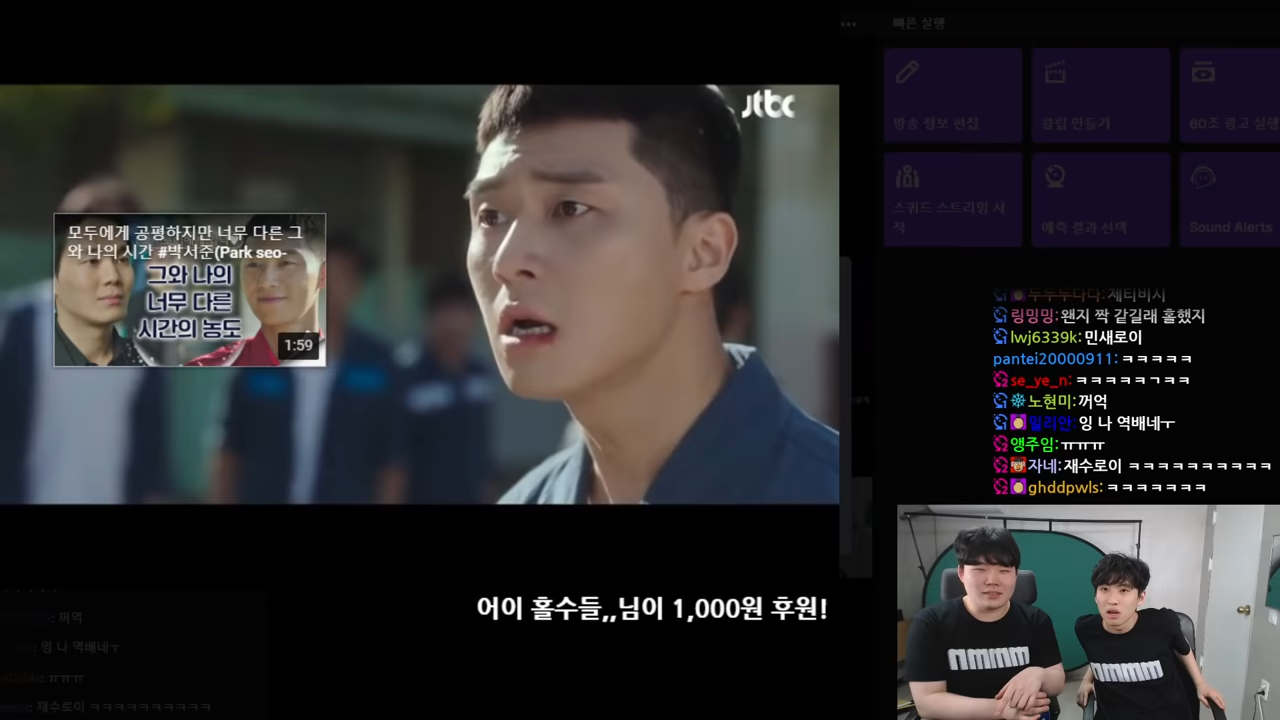 빠른 실행
jtbc
방송 정보 편집
클립 만들기
60초 광고 실행
스쿼드 스트리밍 시작
예측 결과 선택
Sound Alerts
모두에게 공평하지만 너무 다른 그
와 나의 시간 #박서준(Park seo-
그와 나의
너무 다른
시간의 농도
1:59
두두두다다: 제티비시
링밍밍: 왠지 짝 같길래 홀했지
lwj6339k: 민새로이
pantei20000911: ㅋㅋㅋㅋㅋ
se_ye_n: ㅋㅋㅋㅋㅋㄱㅋㅋ
노현미: 꺼억
밀리안: 잉 나 역배네ㅜ
앵주임: ㅠㅠㅠ
자네: 재수로이 ㅋㅋㅋㅋㅋㅋㅋㅋㅋㅋ
ghddpwls: ㅋㅋㅋㅋㅋㅋㅋ
어이 홀수들,,님이 1,000원 후원!
: 꺼억
: 잉 나 역배네ㅜ
: ㅠㅠㅠ
: 재수로이 ㅋㅋㅋㅋㅋㅋㅋㅋㅋㅋ
nmmm
nmmm